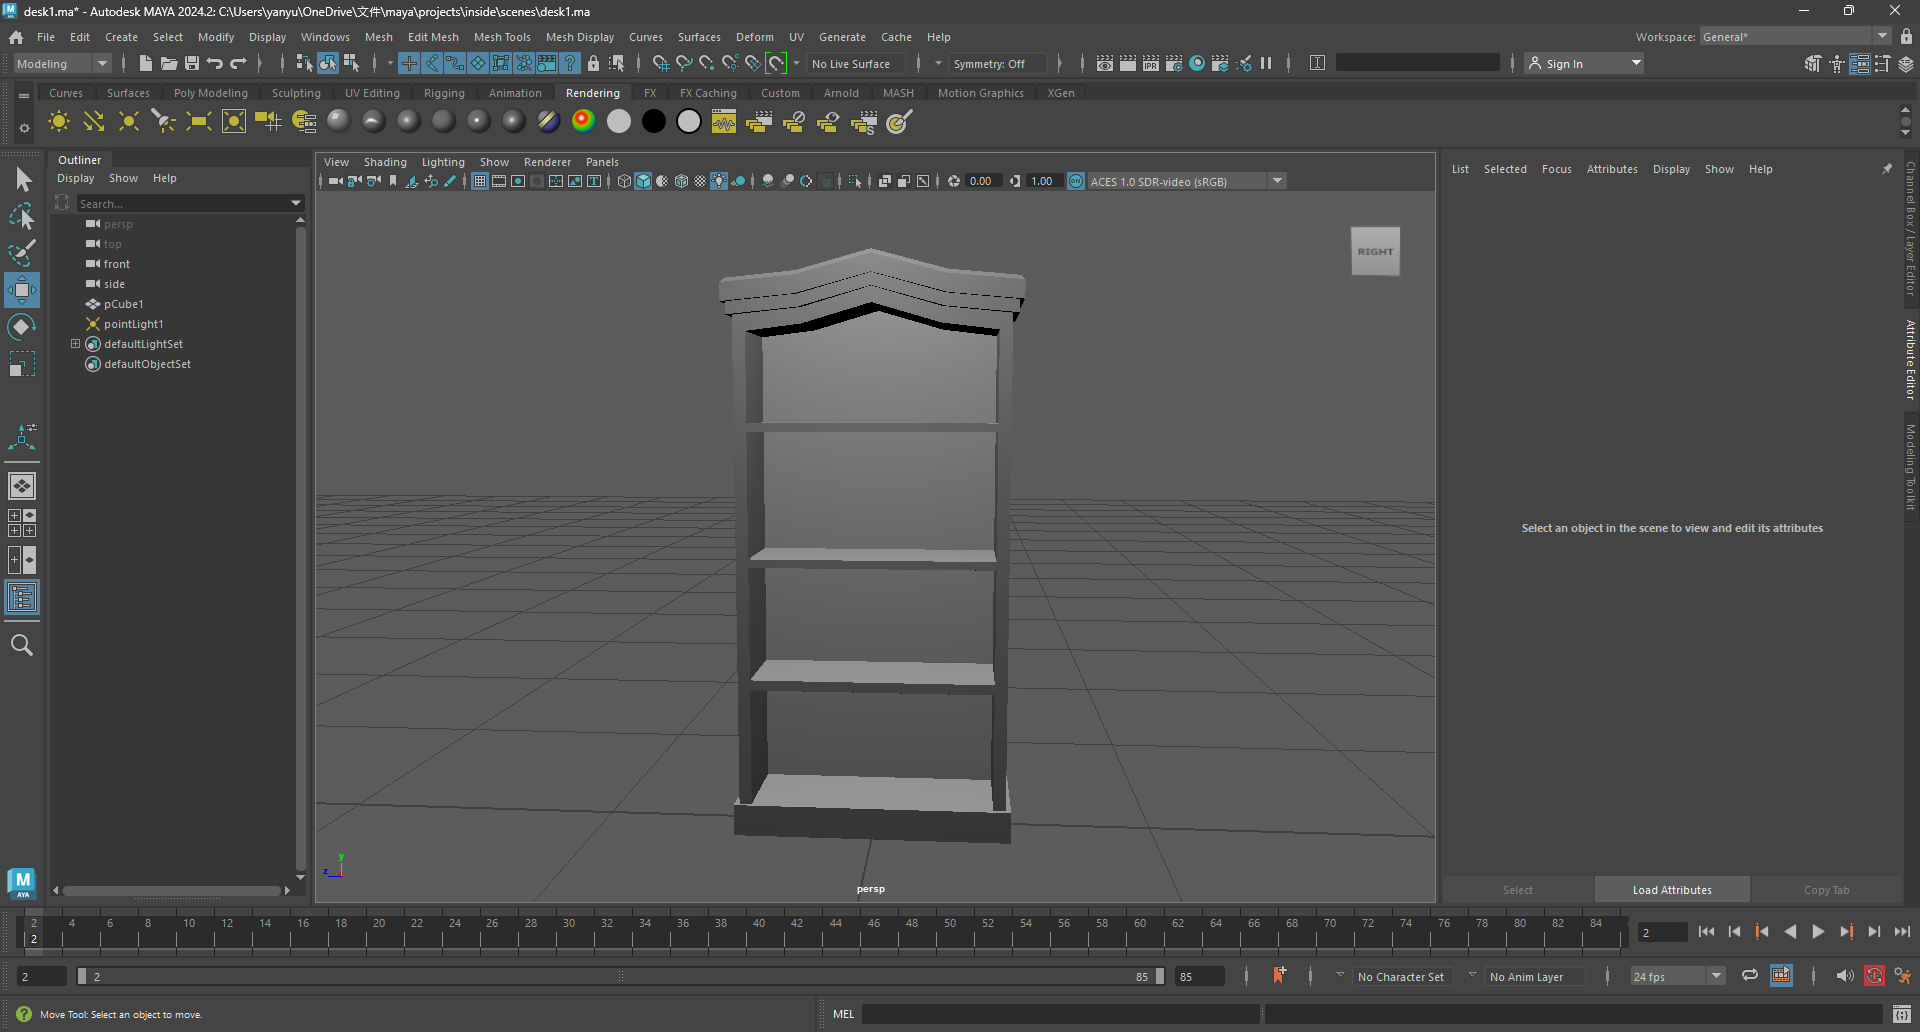 desk1.ma* - Autodesk MAYA 2024.2: C:\Users\yanyu\OneDrive\文件\maya\projects\inside\scenes\desk1.ma
File Edit Create Select Modify Display Windows Mesh Edit Mesh Mesh Tools Mesh Display Curves Surfaces Deform UV Generate Cache Help
Workspace: General*
Modeling
No Live Surface
Symmetry: Off
Sign In
Curves Surfaces Poly Modeling Sculpting UV Editing Rigging Animation Rendering FX FX Caching Custom Arnold MASH Motion Graphics XGen
IPR
S
Outliner
Display Show Help
Search...
persp
top
front
side
pCube1
pointLight1
defaultLightSet
defaultObjectSet
View Shading Lighting Show Renderer Panels
0.00
1.00
ON
ACES 1.0 SDR-video (sRGB)
RIGHT
y
z
persp
List Selected Focus Attributes Display Show Help
Select an object in the scene to view and edit its attributes
Select Load Attributes Copy Tab
Channel Box / Layer Editor
Attribute Editor
Modeling Toolkit
M
AYA
2 4 6 8 10 12 14 16 18 20 22 24 26 28 30 32 34 36 38 40 42 44 46 48 50 52 54 56 58 60 62 64 66 68 70 72 74 76 78 80 82 84
2
2
2
2
85
85
No Character Set
No Anim Layer
24 fps
Move Tool: Select an object to move.
MEL